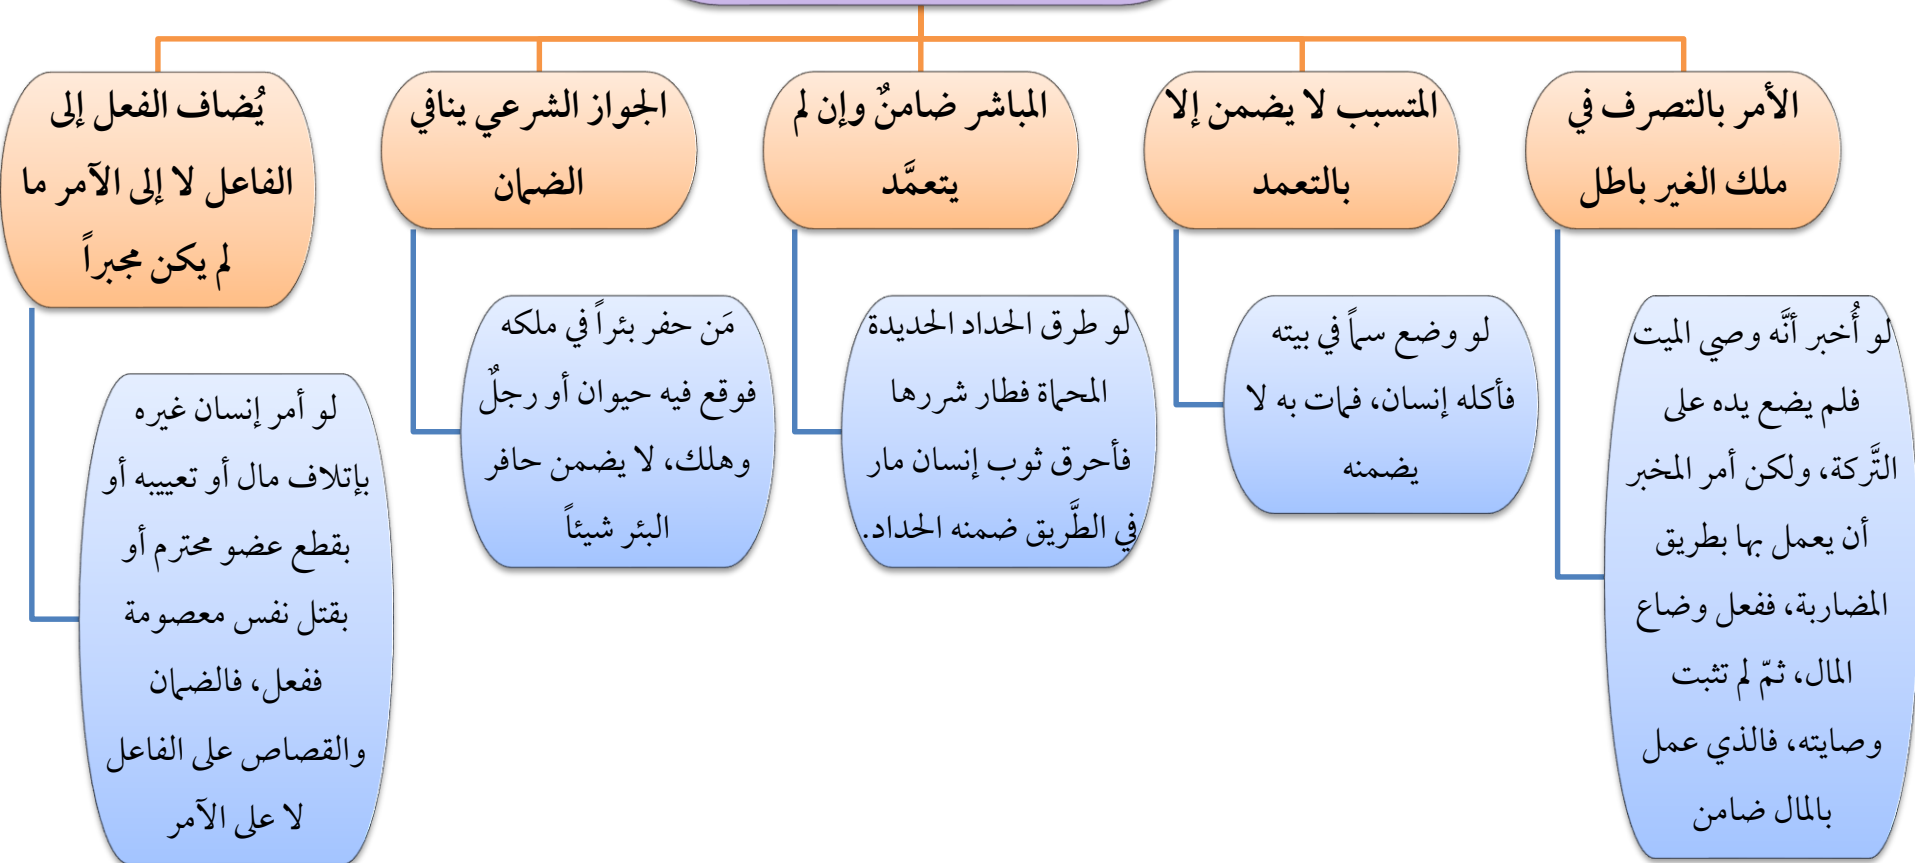 الأمر بالتصرف في
ملك الغير باطل
المتسبب لا يضمن إلا
بالتعمد
المباشر ضامنٌ وإن لم
يتعمَّد
الجواز الشرعي ينافي
الضمان
يُضاف الفعل إلى
الفاعل لا إلى الآمر ما
لم يكن مجبراً
لو أُخبر أنَّه وصي الميت
فلم يضع يده على
التَّركة، ولكن أمر المخبر
أن يعمل بها بطريق
المضاربة، ففعل وضاع
المال، ثمّ لم تثبت
وصايته، فالذي عمل
بالمال ضامن
لو وضع سماً في بيته
فأكله إنسان، فمات به لا
يضمنه
لو طرق الحداد الحديدة
المحماة فطار شررها
فأحرق ثوب إنسان مار
في الطَّريق ضمنه الحداد.
مَن حفر بئراً في ملكه
فوقع فيه حيوان أو رجلٌ
وهلك، لا يضمن حافر
البئر شيئاً
لو أمر إنسان غيره
بإتلاف مال أو تعييبه أو
بقطع عضو محترم أو
بقتل نفس معصومة
ففعل، فالضمان
والقصاص على الفاعل
لا على الآمر